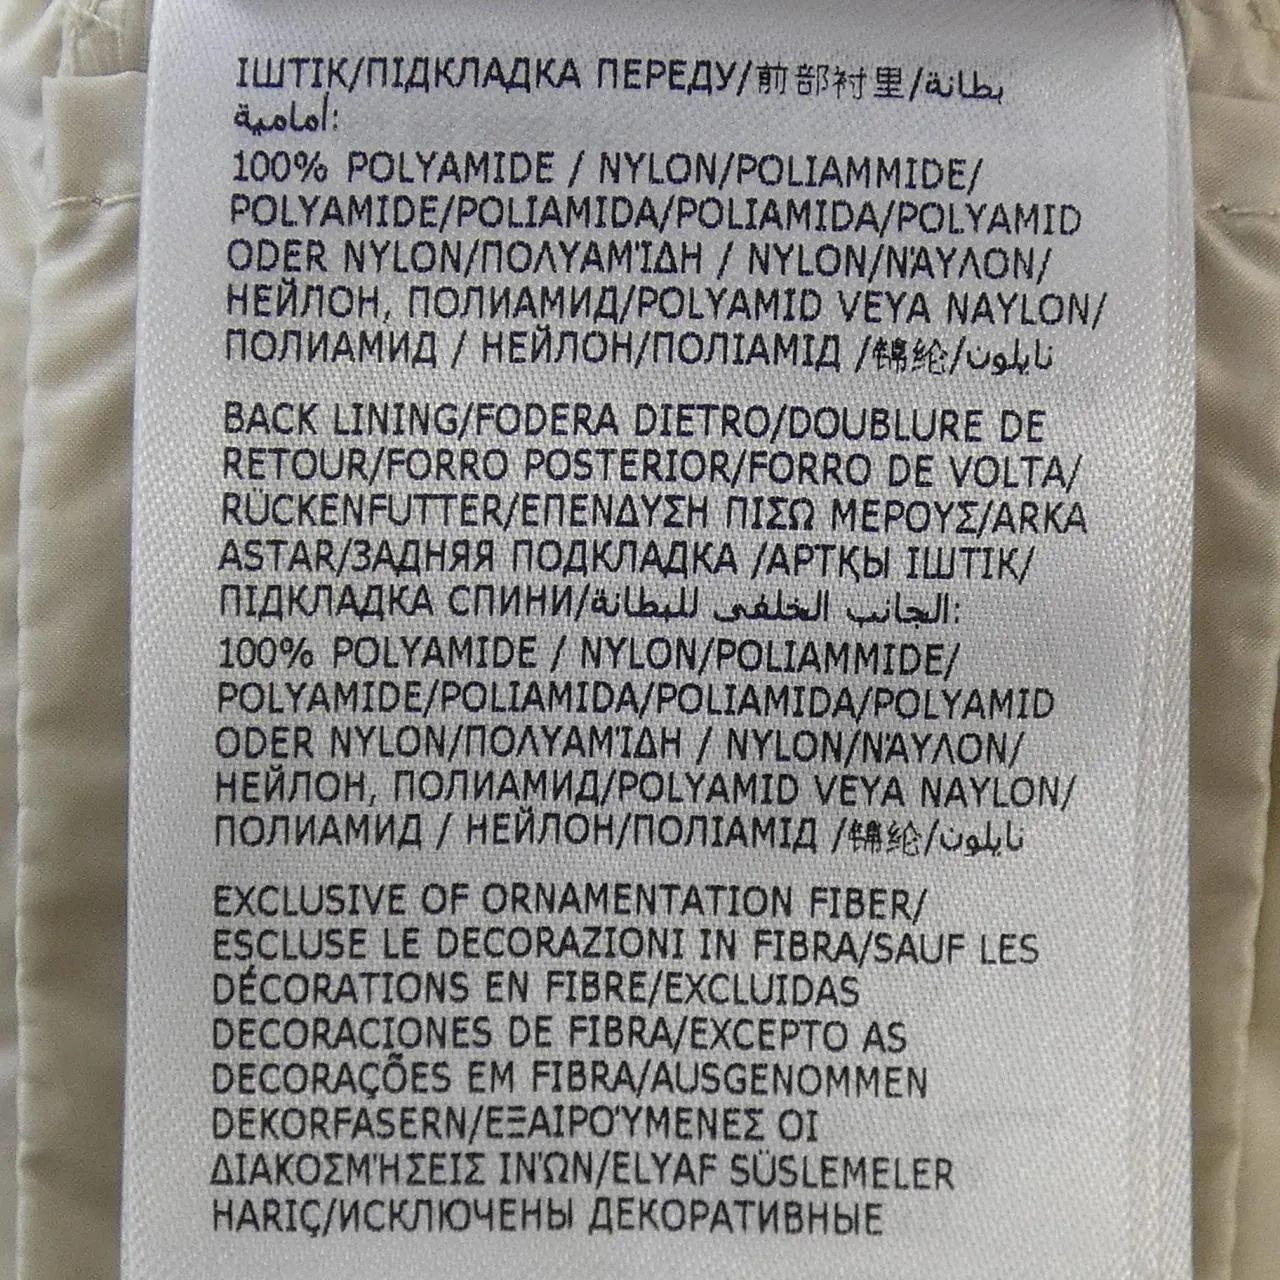 ІШТІК/ПІДКЛАДКА ПЕРЕДУ/前部衬里/بطانة
أمامية:
100% POLYAMIDE / NYLON/POLIAMMIDE/
POLYAMIDE/POLIAMIDA/POLIAMIDA/POLYAMID
ODER NYLON/ΠΟΛΥΑΜΊΔΗ / NYLON/ΝΆΥΛΟΝ/
НЕЙЛОН, ПОЛИАМИД/POLYAMID VEYA NAYLON/
ПОЛИАМИД / НЕЙЛОН/ПОЛІАМІД /锦纶/نايلون
BACK LINING/FODERA DIETRO/DOUBLURE DE
RETOUR/FORRO POSTERIOR/FORRO DE VOLTA/
RÜCKENFUTTER/ΕΠΕΝΔΥΣΗ ΠΙΣΩ ΜΕΡΟΥΣ/ARKA
ASTAR/ЗАДНЯЯ ПОДКЛАДКА /АРТҚЫ ІШТІК/
ПІДКЛАДКА СПИНИ/الجانب الخلفي للبطانة:
100% POLYAMIDE / NYLON/POLIAMMIDE/
POLYAMIDE/POLIAMIDA/POLIAMIDA/POLYAMID
ODER NYLON/ΠΟΛΥΑΜΊΔΗ / NYLON/ΝΆΥΛΟΝ/
НЕЙЛОН, ПОЛИАМИД/POLYAMID VEYA NAYLON/
ПОЛИАМИД / НЕЙЛОН/ПОЛІАМІД /锦纶/نايلون
EXCLUSIVE OF ORNAMENTATION FIBER/
ESCLUSE LE DECORAZIONI IN FIBRA/SAUF LES
DÉCORATIONS EN FIBRE/EXCLUIDAS
DECORACIONES DE FIBRA/EXCEPTO AS
DECORAÇÕES EM FIBRA/AUSGENOMMEN
DEKORFASERN/ΕΞΑΙΡΟΎΜΕΝΕΣ ΟΙ
ΔΙΑΚΟΣΜΉΣΕΙΣ ΙΝΏΝ/ELYAF SÜSLEMELER
HARIÇ/ИСКЛЮЧЕНЫ ДЕКОРАТИВНЫЕ